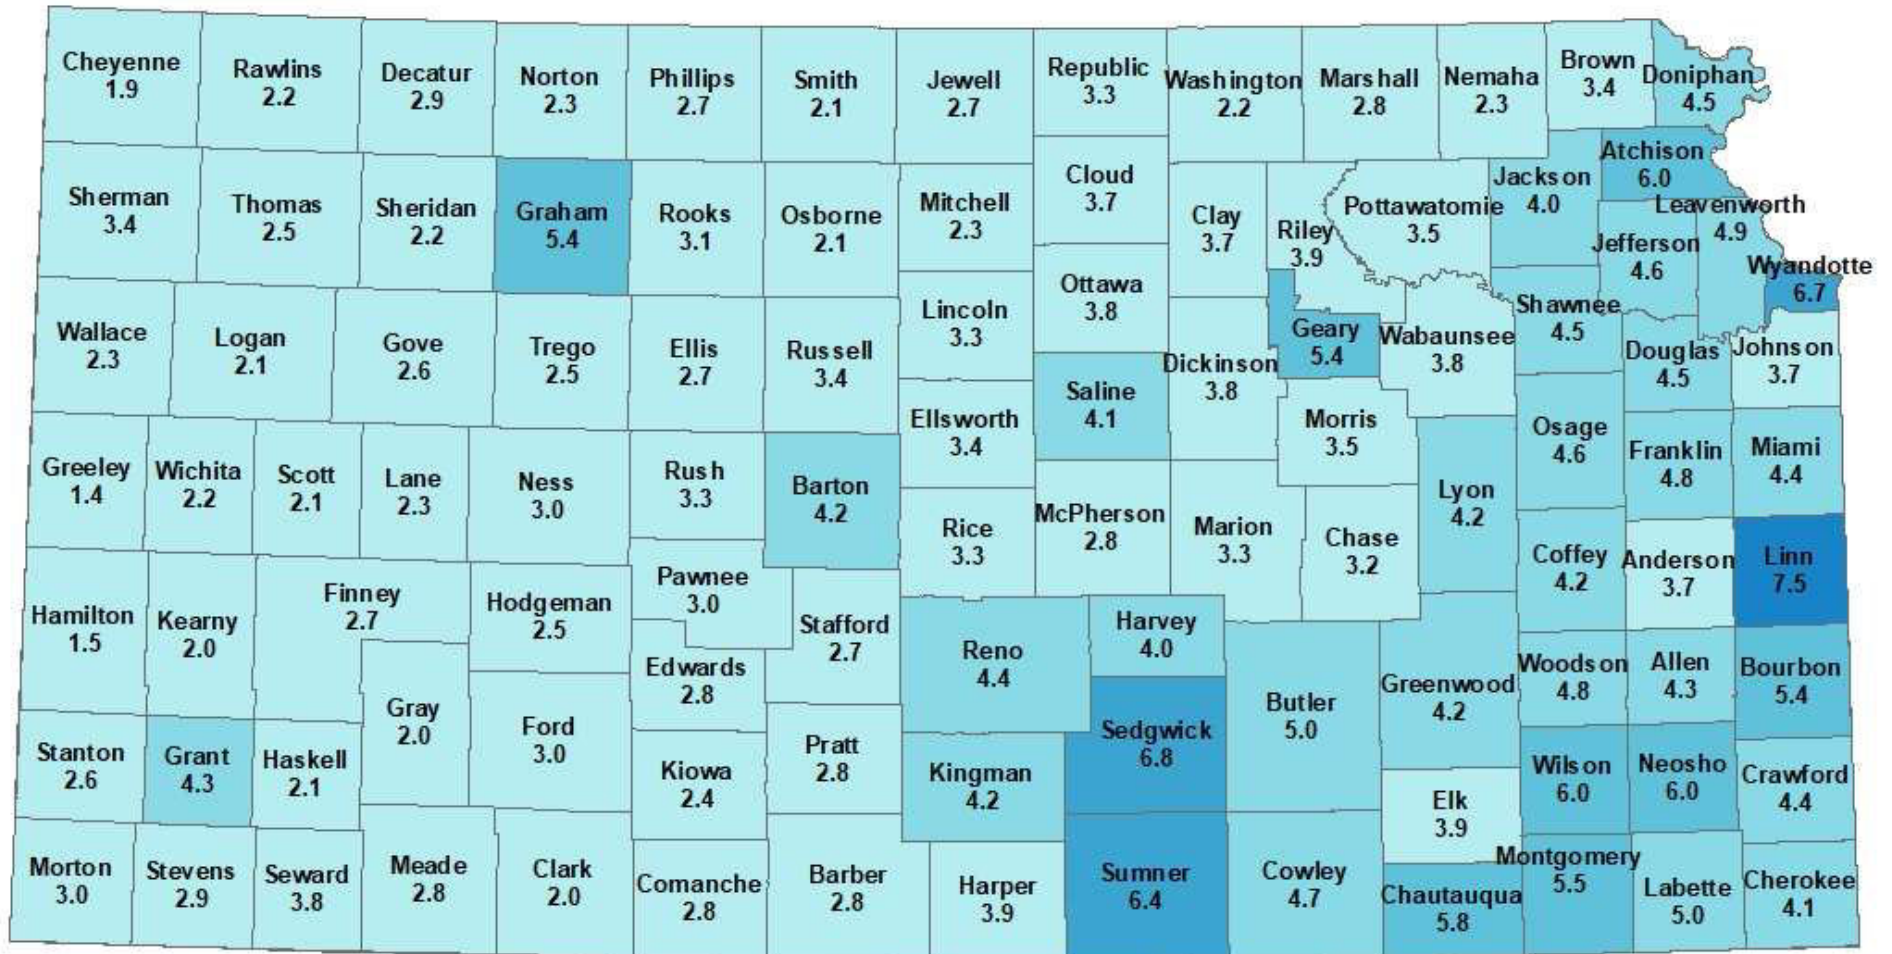 Cheyenne
1.9
Rawlins
2.2
Decatur
2.9
Norton
2.3
Phillips
2.7
Smith
2.1
Jewell
2.7
Republic
3.3
Washington
2.2
Marshall
2.8
Nemaha
2.3
Brown
3.4
Doniphan
4.5
Sherman
3.4
Thomas
2.5
Sheridan
2.2
Graham
5.4
Rooks
3.1
Osborne
2.1
Mitchell
2.3
Cloud
3.7
Clay
3.7
Riley
3.9
Pottawatomie
3.5
Jackson
4.0
Atchison
6.0
Leavenworth
4.9
Jefferson
4.6
Wyandotte
6.7
Wallace
2.3
Logan
2.1
Gove
2.6
Trego
2.5
Ellis
2.7
Russell
3.4
Lincoln
3.3
Ottawa
3.8
Dickinson
3.8
Geary
5.4
Wabaunsee
3.8
Shawnee
4.5
Douglas
4.5
Johnson
3.7
Ellsworth
3.4
Saline
4.1
Morris
3.5
Osage
4.6
Franklin
4.8
Miami
4.4
Greeley
1.4
Wichita
2.2
Scott
2.1
Lane
2.3
Ness
3.0
Rush
3.3
Barton
4.2
Rice
3.3
McPherson
2.8
Marion
3.3
Chase
3.2
Lyon
4.2
Coffey
4.2
Anderson
3.7
Linn
7.5
Hamilton
1.5
Kearny
2.0
Finney
2.7
Hodgeman
2.5
Pawnee
3.0
Stafford
2.7
Edwards
2.8
Reno
4.4
Harvey
4.0
Sedgwick
6.8
Butler
5.0
Greenwood
4.2
Woodson
4.8
Allen
4.3
Bourbon
5.4
Stanton
2.6
Grant
4.3
Haskell
2.1
Gray
2.0
Ford
3.0
Kiowa
2.4
Pratt
2.8
Kingman
4.2
Elk
3.9
Wilson
6.0
Neosho
6.0
Crawford
4.4
Morton
3.0
Stevens
2.9
Seward
3.8
Meade
2.8
Clark
2.0
Comanche
2.8
Barber
2.8
Harper
3.9
Sumner
6.4
Cowley
4.7
Chautauqua
5.8
Montgomery
5.5
Labette
5.0
Cherokee
4.1